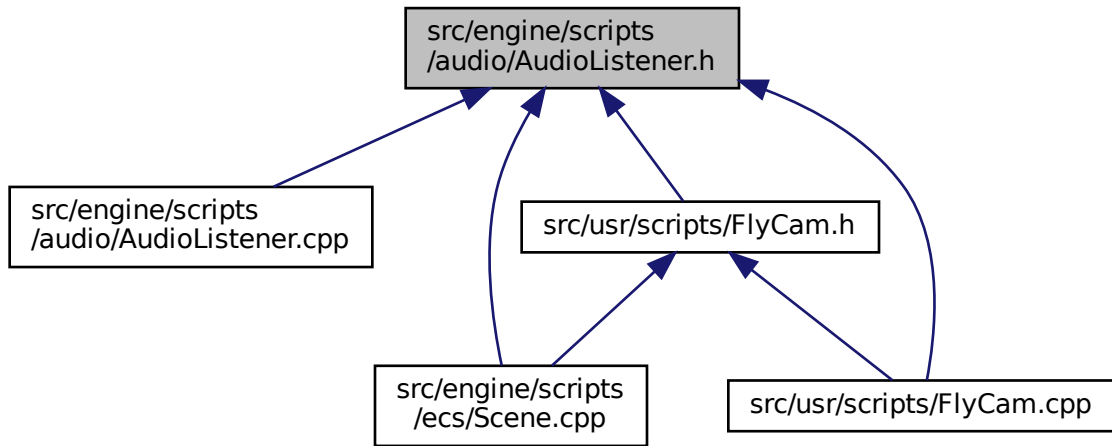 src/engine/scripts
/audio/AudioListener.h
src/engine/scripts
/audio/AudioListener.cpp
src/usr/scripts/FlyCam.h
src/engine/scripts
/ecs/Scene.cpp
src/usr/scripts/FlyCam.cpp